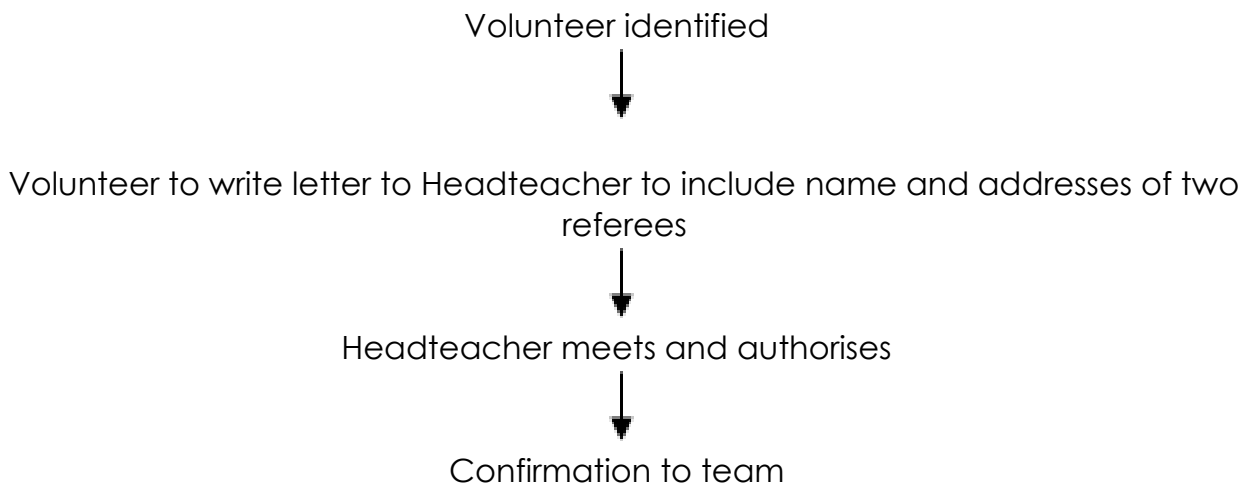 Volunteer identified
Volunteer to write letter to Headteacher to include name and addresses of two
referees
Headteacher meets and authorises
Confirmation to team